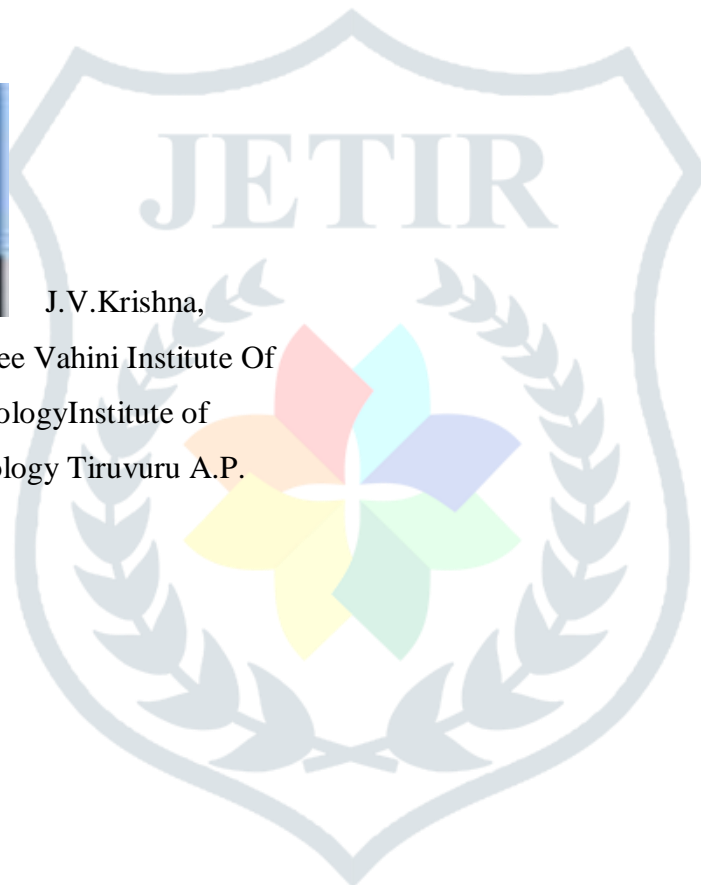 JETIR
J.V.Krishna,
ee Vahini Institute Of
ologyInstitute of
ology Tiruvuru A.P.